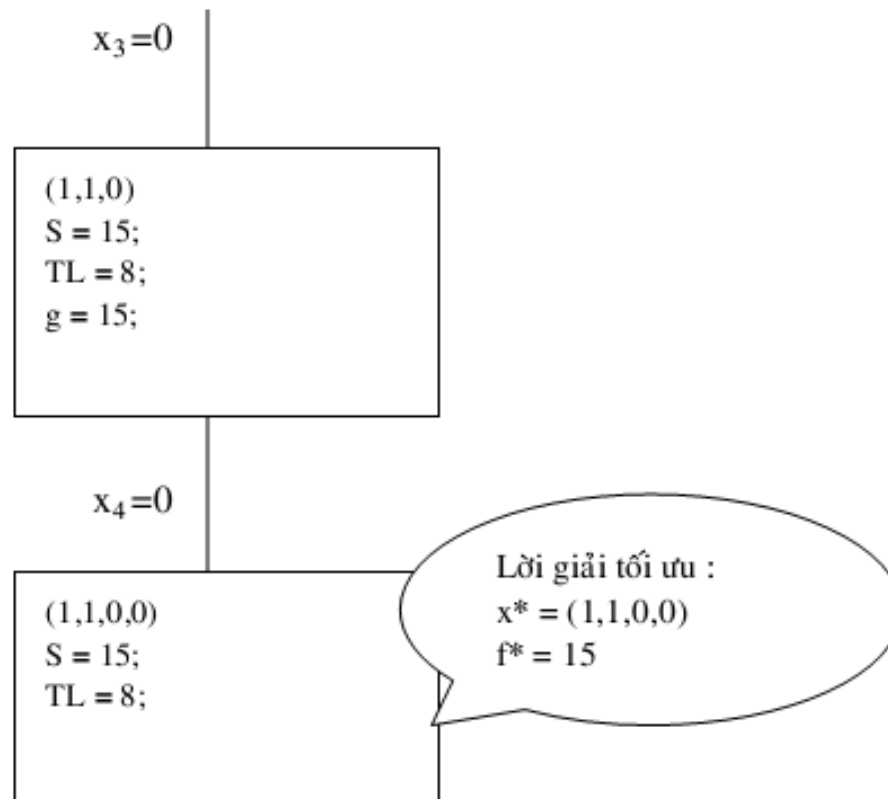 x₃=0
(1,1,0)
S = 15;
TL = 8;
g = 15;
x₄=0
(1,1,0,0)
S = 15;
TL = 8;
Lời giải tối ưu :
x* = (1,1,0,0)
f* = 15